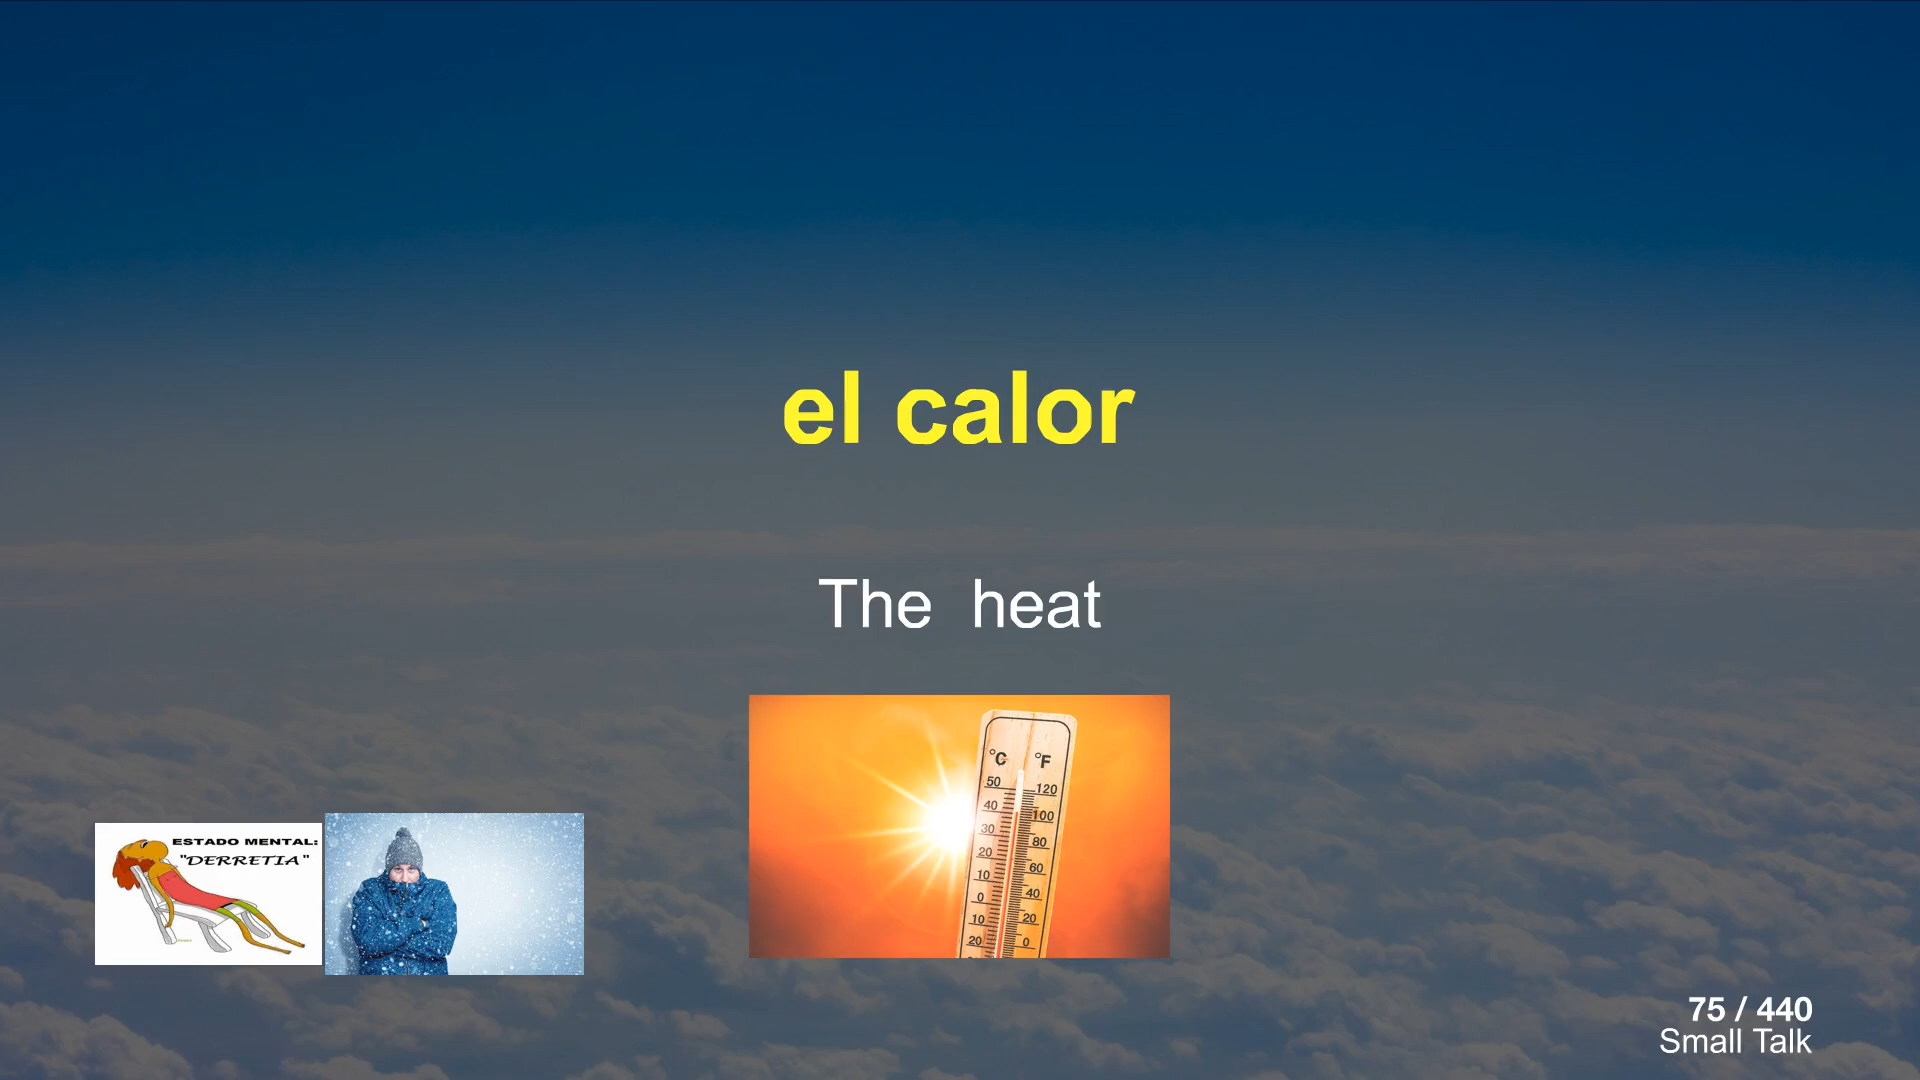 el calor
The heat
ESTADO MENTAL:
"DERRETIA"
°C °F
50 120
40 100
30 80
20 60
10 40
0 20
10 0
20
75 / 440
Small Talk